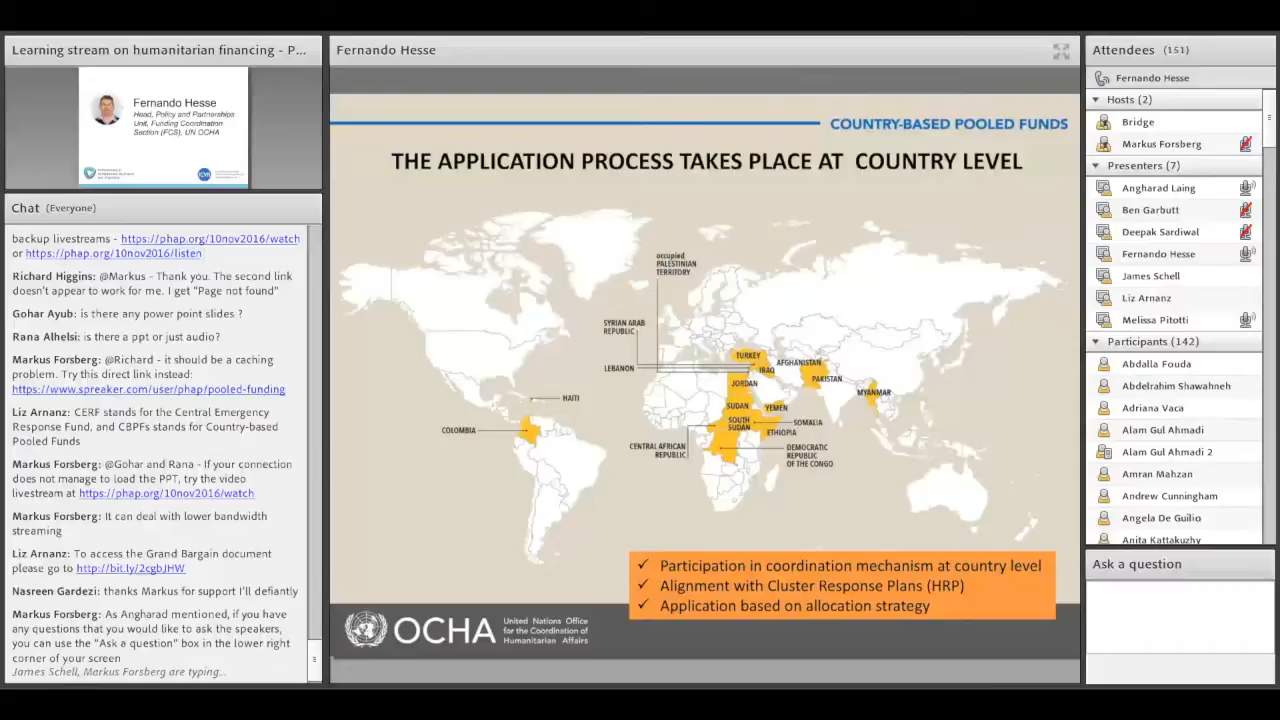 Learning stream on humanitarian financing - P...
Fernando Hesse
Head, Policy and Partnerships
Unit, Funding Coordination
Section (FCS), UN OCHA
Chat (Everyone)
backup livestreams - https://phap.org/10nov2016/watch
or https://phap.org/10nov2016/listen
Richard Higgins: @Markus - Thank you. The second link
doesn't appear to work for me. I get "Page not found"
Gohar Ayub: is there any power point slides ?
Rana Alhelsi: is there a ppt or just audio?
Markus Forsberg: @Richard - it should be a caching
problem. Try this direct link instead:
https://www.spreaker.com/user/phap/pooled-funding
Liz Arnanz: CERF stands for the Central Emergency
Response Fund, and CBPFs stands for Country-based
Pooled Funds
Markus Forsberg: @Gohar and Rana - If your connection
does not manage to load the PPT, try the video
livestream at https://phap.org/10nov2016/watch
Markus Forsberg: It can deal with lower bandwidth
streaming
Liz Arnanz: To access the Grand Bargain document
please go to http://bit.ly/2cgbJHW
Nasreen Gardezi: thanks Markus for support I'll defiantly
Markus Forsberg: As Angharad mentioned, if you have
any questions that you would like to ask the speakers,
you can use the "Ask a question" box in the lower right
corner of your screen
James Schell, Markus Forsberg are typing...
Fernando Hesse
COUNTRY-BASED POOLED FUNDS
THE APPLICATION PROCESS TAKES PLACE AT COUNTRY LEVEL
occupied
PALESTINIAN
TERRITORY
SYRIAN ARAB
REPUBLIC
LEBANON
TURKEY
IRAQ
AFGHANISTAN
JORDAN
PAKISTAN
MYANMAR
HAITI
COLOMBIA
SUDAN
YEMEN
SOUTH
SUDAN
SOMALIA
ETHIOPIA
CENTRAL AFRICAN
REPUBLIC
DEMOCRATIC
REPUBLIC
OF THE CONGO
✓ Participation in coordination mechanism at country level
✓ Alignment with Cluster Response Plans (HRP)
✓ Application based on allocation strategy
OCHA
United Nations Office
for the Coordination of
Humanitarian Affairs
Attendees (151)
Fernando Hesse
Hosts (2)
Bridge
Markus Forsberg
Presenters (7)
Angharad Laing
Ben Garbutt
Deepak Sardiwal
Fernando Hesse
James Schell
Liz Arnanz
Melissa Pitotti
Participants (142)
Abdalla Fouda
Abdelrahim Shawahneh
Adriana Vaca
Alam Gul Ahmadi
Alam Gul Ahmadi 2
Amran Mahzan
Andrew Cunningham
Angela De Guilio
Anita Kattakuzhy
Ask a question